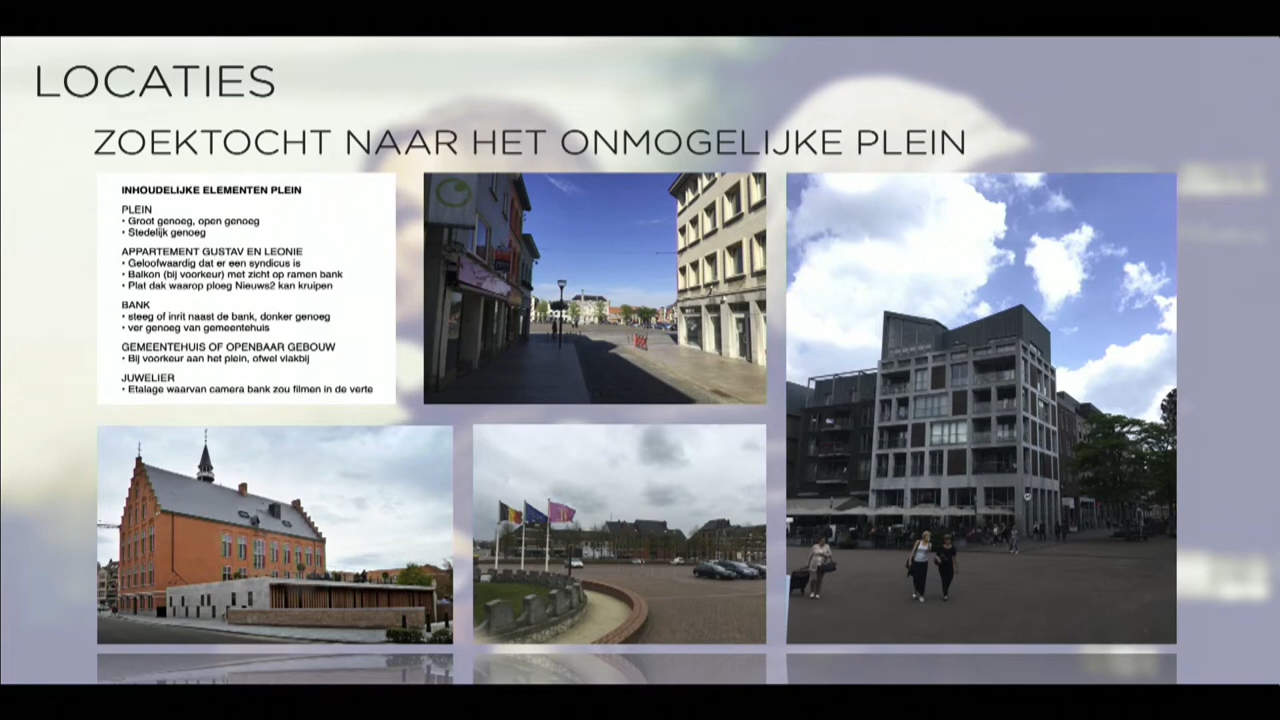 LOCATIES
ZOEKTOCHT NAAR HET ONMOGELIJKE PLEIN
INHOUDELIJKE ELEMENTEN PLEIN
PLEIN
• Groot genoeg, open genoeg
• Stedelijk genoeg
APPARTEMENT GUSTAV EN LEONIE
• Geloofwaardig dat er een syndicus is
• Balkon (bij voorkeur) met zicht op ramen bank
• Plat dak waarop ploeg Nieuws2 kan kruipen
BANK
• steeg of inrit naast de bank, donker genoeg
• ver genoeg van gemeentehuis
GEMEENTEHUIS OF OPENBAAR GEBOUW
• Bij voorkeur aan het plein, ofwel vlakbij
JUWELIER
• Etalage waarvan camera bank zou filmen in de verte